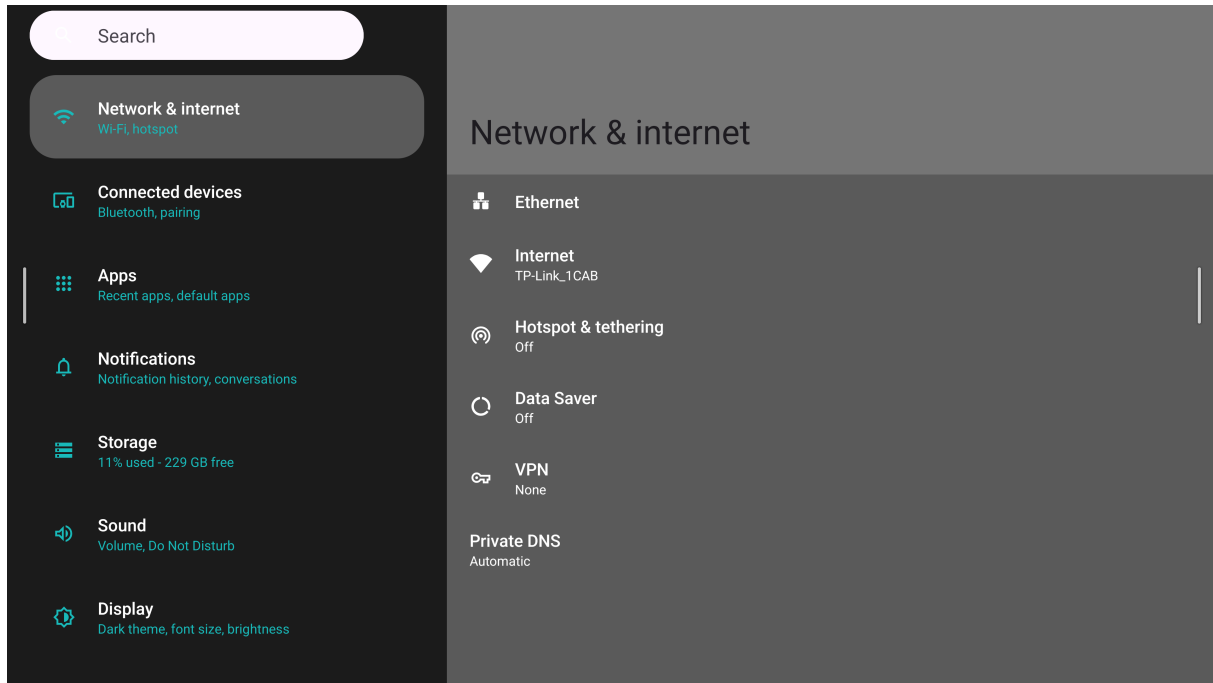 Search
Network & internet
Wi-Fi, hotspot
Connected devices
Bluetooth, pairing
Apps
Recent apps, default apps
Notifications
Notification history, conversations
Storage
11% used - 229 GB free
Sound
Volume, Do Not Disturb
Display
Dark theme, font size, brightness
Network & internet
Ethernet
Internet
TP-Link_1CAB
Hotspot & tethering
Off
Data Saver
Off
VPN
None
Private DNS
Automatic